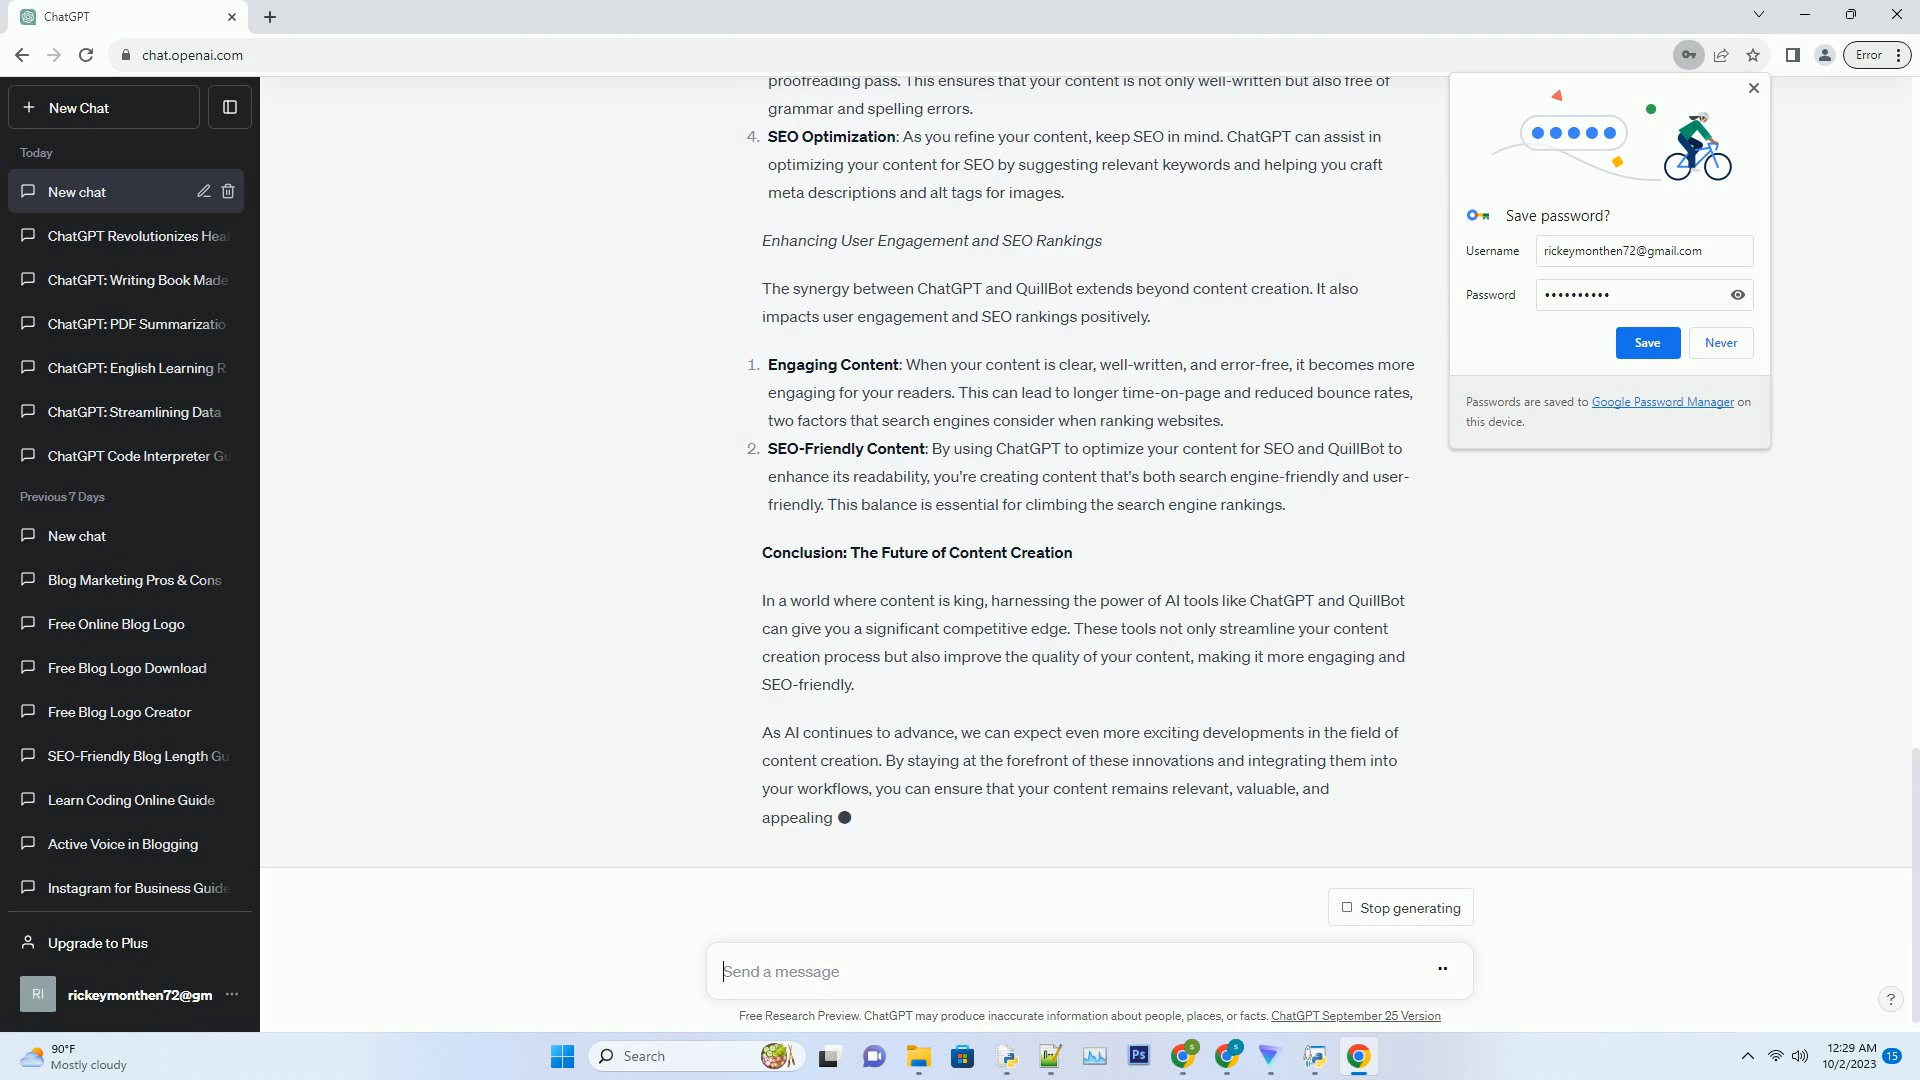 ChatGPT
chat.openai.com
Error
New Chat
Today
New chat
ChatGPT Revolutionizes Hea
ChatGPT: Writing Book Made
ChatGPT: PDF Summarizatio
ChatGPT: English Learning R
ChatGPT: Streamlining Data
ChatGPT Code Interpreter Gu
Previous 7 Days
New chat
Blog Marketing Pros & Cons
Free Online Blog Logo
Free Blog Logo Download
Free Blog Logo Creator
SEO-Friendly Blog Length Gu
Learn Coding Online Guide
Active Voice in Blogging
Instagram for Business Guide
Upgrade to Plus
RI
rickeymonthen72@gm
proofreading pass. This ensures that your content is not only well-written but also free of
grammar and spelling errors.
4. SEO Optimization: As you refine your content, keep SEO in mind. ChatGPT can assist in
optimizing your content for SEO by suggesting relevant keywords and helping you craft
meta descriptions and alt tags for images.
Enhancing User Engagement and SEO Rankings
The synergy between ChatGPT and QuillBot extends beyond content creation. It also
impacts user engagement and SEO rankings positively.
1. Engaging Content: When your content is clear, well-written, and error-free, it becomes more
engaging for your readers. This can lead to longer time-on-page and reduced bounce rates,
two factors that search engines consider when ranking websites.
2. SEO-Friendly Content: By using ChatGPT to optimize your content for SEO and QuillBot to
enhance its readability, you're creating content that's both search engine-friendly and user-
friendly. This balance is essential for climbing the search engine rankings.
Conclusion: The Future of Content Creation
In a world where content is king, harnessing the power of AI tools like ChatGPT and QuillBot
can give you a significant competitive edge. These tools not only streamline your content
creation process but also improve the quality of your content, making it more engaging and
SEO-friendly.
As AI continues to advance, we can expect even more exciting developments in the field of
content creation. By staying at the forefront of these innovations and integrating them into
your workflows, you can ensure that your content remains relevant, valuable, and
appealing
Stop generating
Send a message
Free Research Preview. ChatGPT may produce inaccurate information about people, places, or facts. ChatGPT September 25 Version
?
Save password?
Username rickeymonthen72@gmail.com
Password ••••••••••
Save Never
Passwords are saved to Google Password Manager on
this device.
90°F
Mostly cloudy
Search
Ps
S
S
12:29 AM
10/2/2023
15